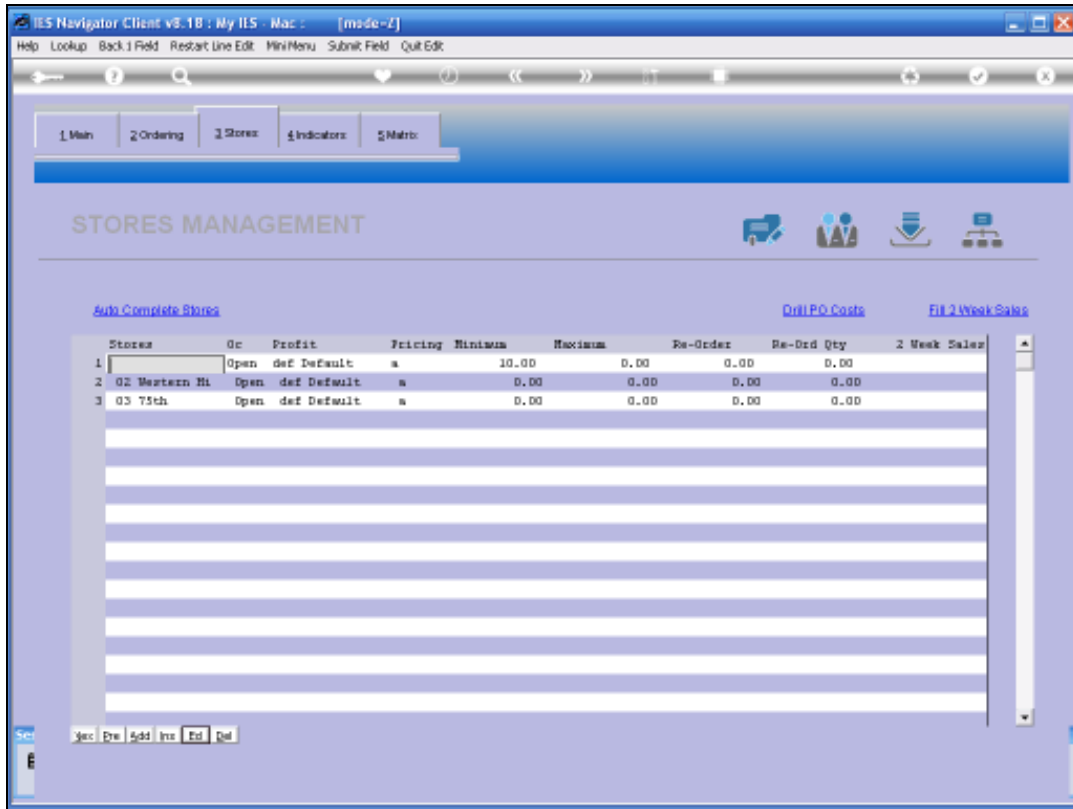 IES Navigator Client v8.18 : My IES - Mac : [mode=Z]
Help Lookup Back 1 Field Restart Line Edit Mini Menu Submit Field Quit Edit
1 Main 2 Ordering 3 Stores 4 Indicators 5 Matrix
STORES MANAGEMENT
Auto Complete Stores Drill PO Costs Fill 2 Week Sales
Stores Oc Profit Pricing Minimum Maximum Re-Order Re-Ord Qty 2 Week Sales
1 Open def Default m 10.00 0.00 0.00 0.00
2 02 Western Mi Open def Default m 0.00 0.00 0.00 0.00
3 03 75th Open def Default m 0.00 0.00 0.00 0.00
Nex Pre Add Ins Ed Del